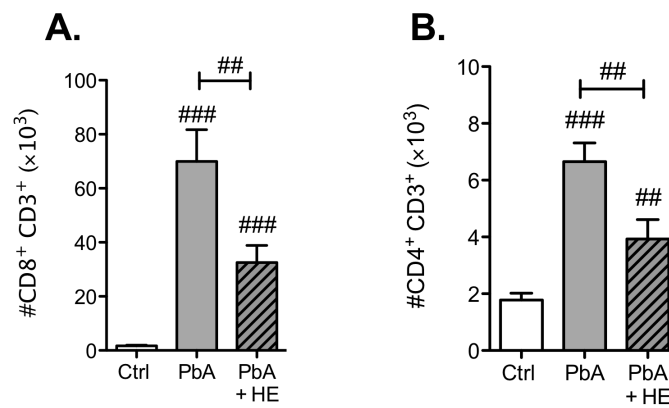 A.
##
###
###
100
80
60
40
20
0
#CD8⁺ CD3⁺ (×10³)
Ctrl
PbA
PbA
+ HE
B.
##
###
##
10
8
6
4
2
0
#CD4⁺ CD3⁺ (×10³)
Ctrl
PbA
PbA
+ HE